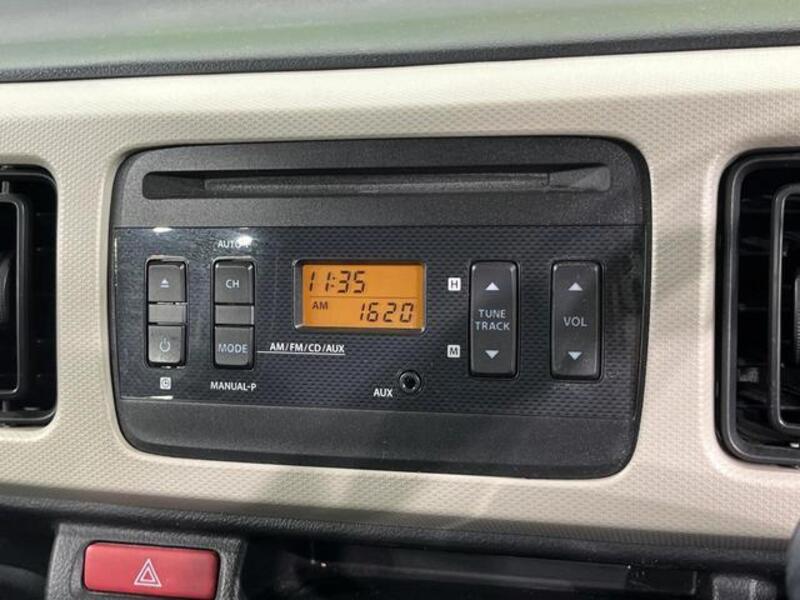 AUTO-P
CH
11:35
AM
1620
H
TUNE
TRACK
VOL
MODE
AM/FM/CD/AUX
M
MANUAL-P
AUX